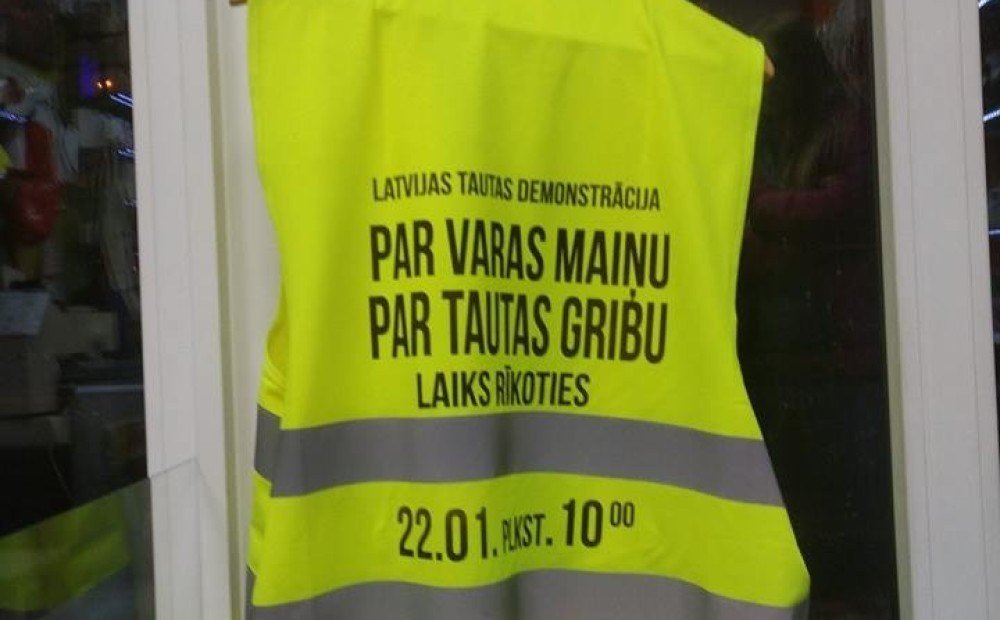 LATVIJAS TAUTAS DEMONSTRĀCIJA
PAR VARAS MAIŅU
PAR TAUTAS GRIBU
LAIKS RĪKOTIES
22.01. PLKST. 10⁰⁰